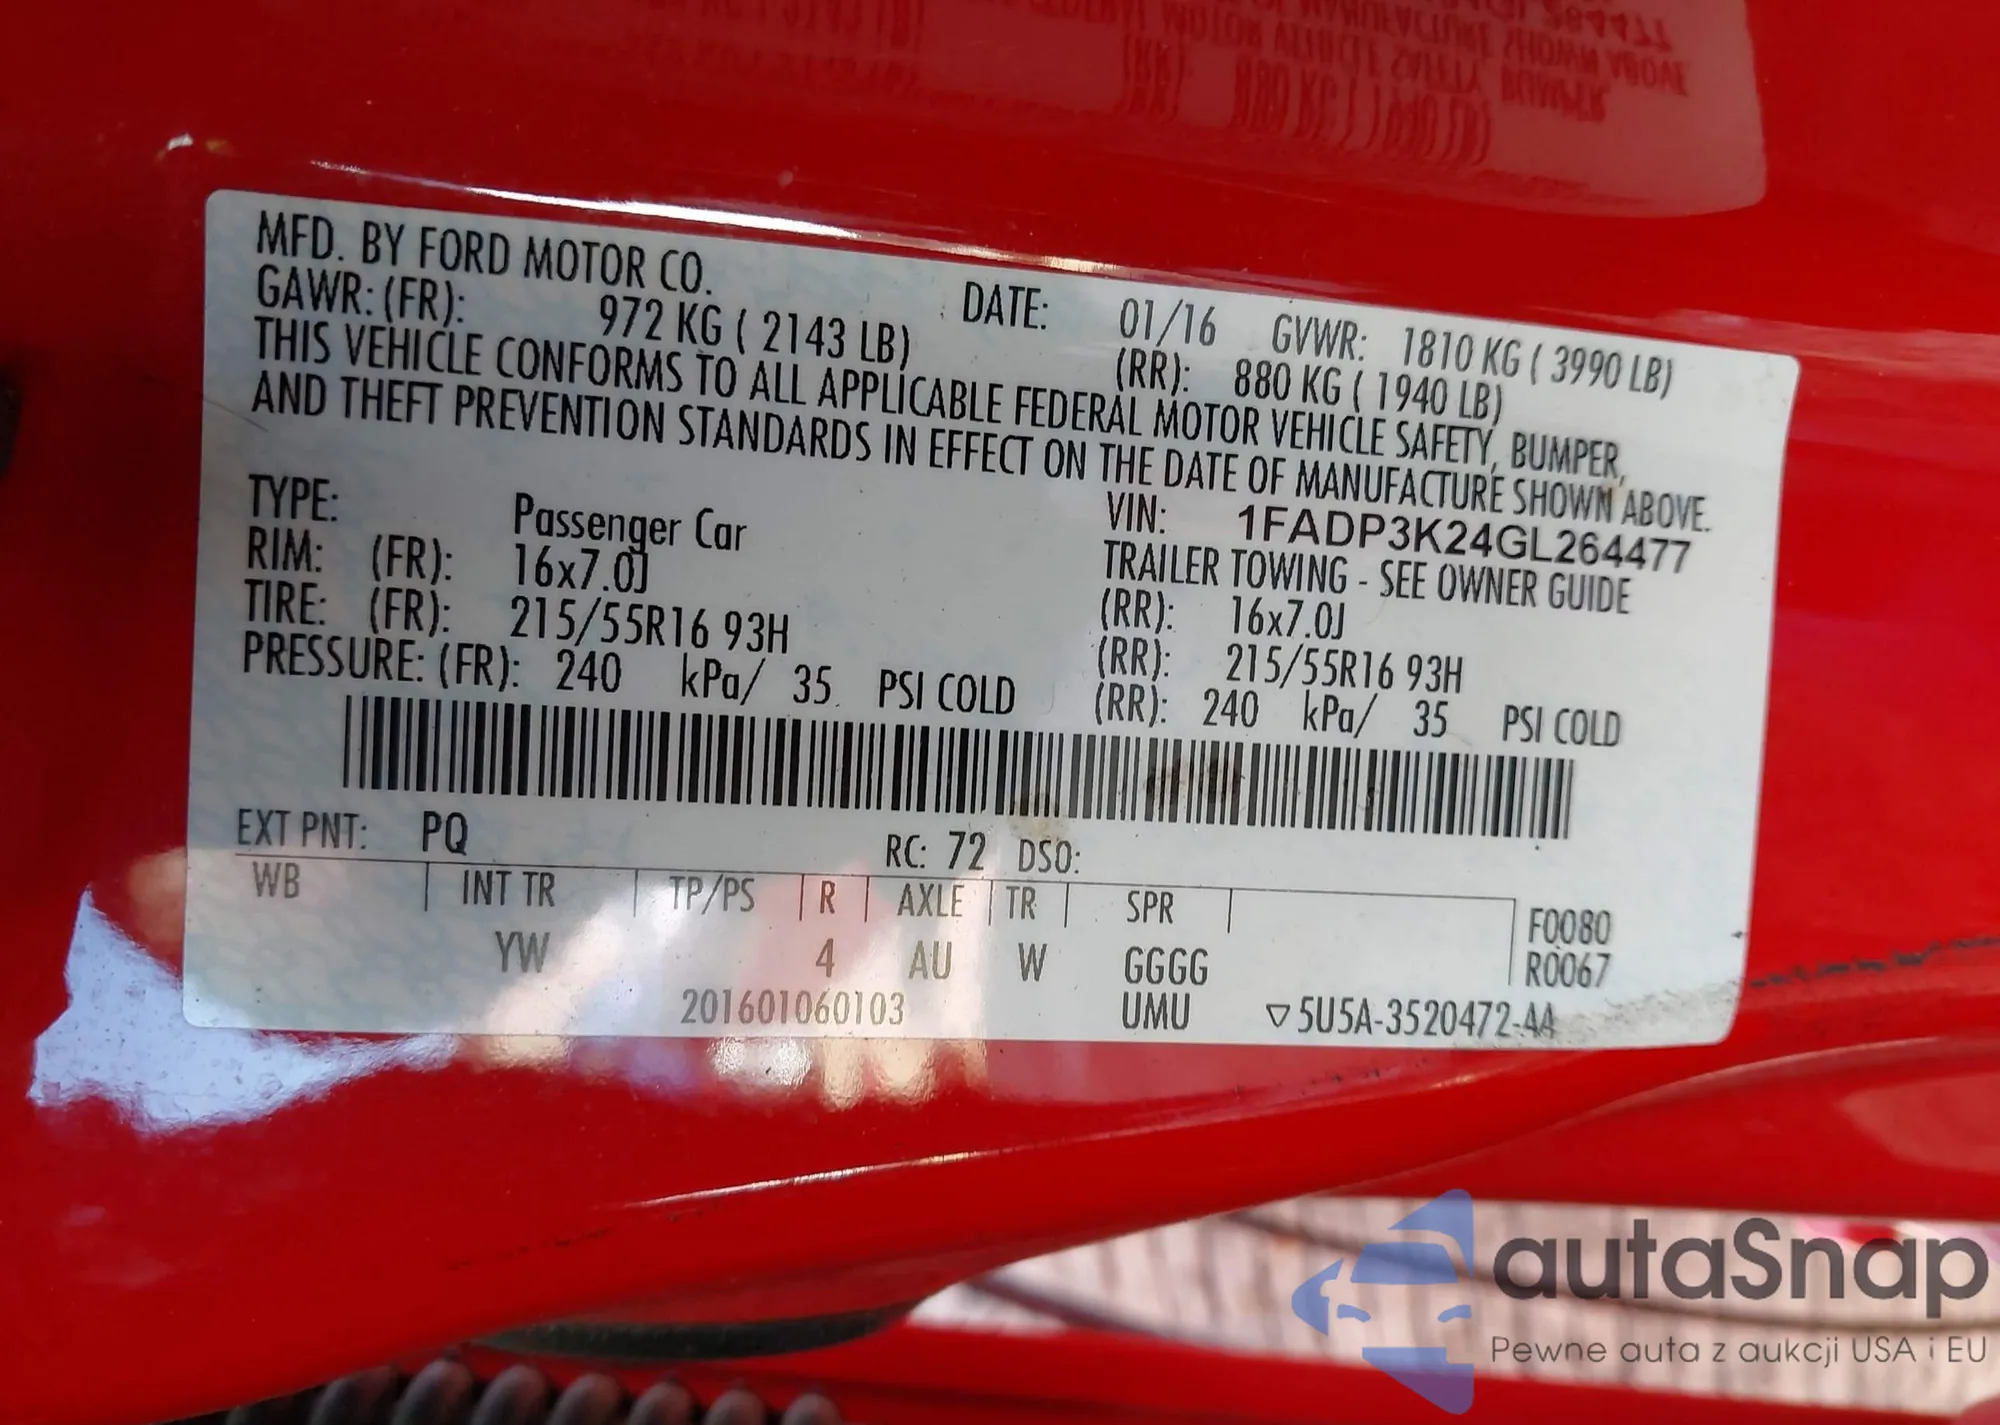 MFD. BY FORD MOTOR CO.
DATE: 01/16 GVWR: 1810 KG ( 3990 LB)
GAWR: (FR): 972 KG ( 2143 LB) (RR): 880 KG ( 1940 LB)
THIS VEHICLE CONFORMS TO ALL APPLICABLE FEDERAL MOTOR VEHICLE SAFETY, BUMPER,
AND THEFT PREVENTION STANDARDS IN EFFECT ON THE DATE OF MANUFACTURE SHOWN ABOVE.
VIN: 1FADP3K24GL264477
TYPE: Passenger Car TRAILER TOWING - SEE OWNER GUIDE
RIM: (FR): 16x7.0J (RR): 16x7.0J
TIRE: (FR): 215/55R16 93H (RR): 215/55R16 93H
PRESSURE: (FR): 240 kPa/ 35 PSI COLD (RR): 240 kPa/ 35 PSI COLD
EXT PNT: PQ RC: 72 DSO:
WB INT TR TP/PS R AXLE TR SPR F0080
YW 4 AU W GGGG R0067
201601060103 UMU ▽5U5A-3520472-AA
autaSnap
Pewne auta z aukcji USA i EU